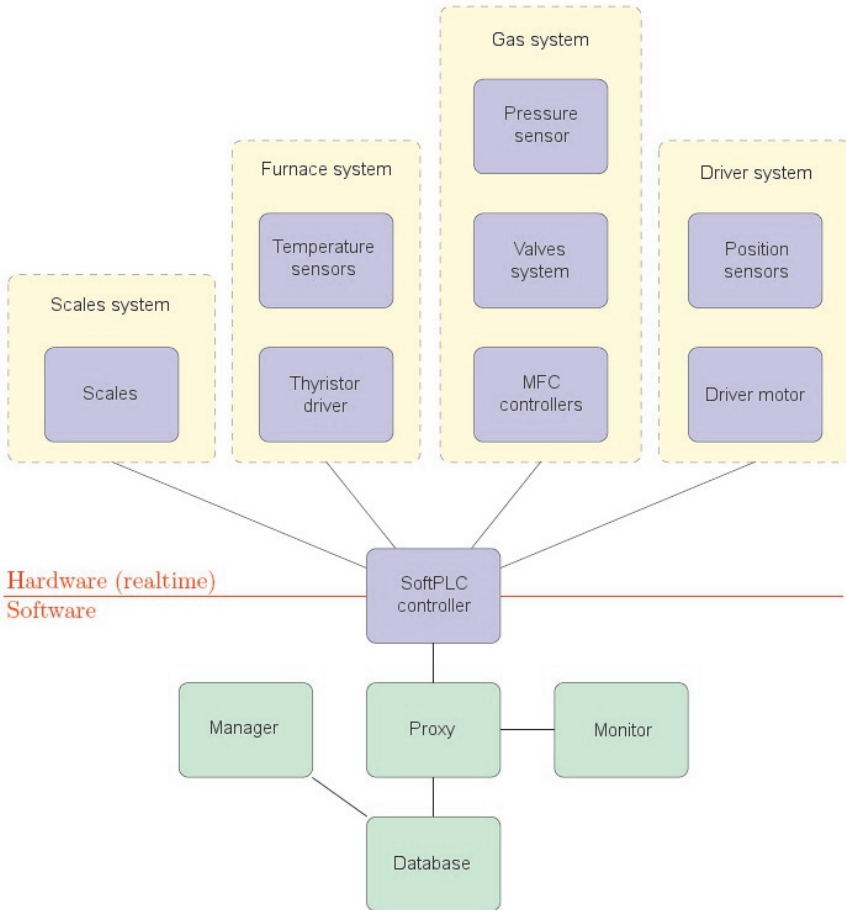 Gas system
Pressure
sensor
Furnace system
Driver system
Temperature
sensors
Valves
system
Position
sensors
Scales system
Scales
Thyristor
driver
MFC
controllers
Driver motor
SoftPLC
controller
Hardware (realtime)
Software
Manager
Proxy
Monitor
Database